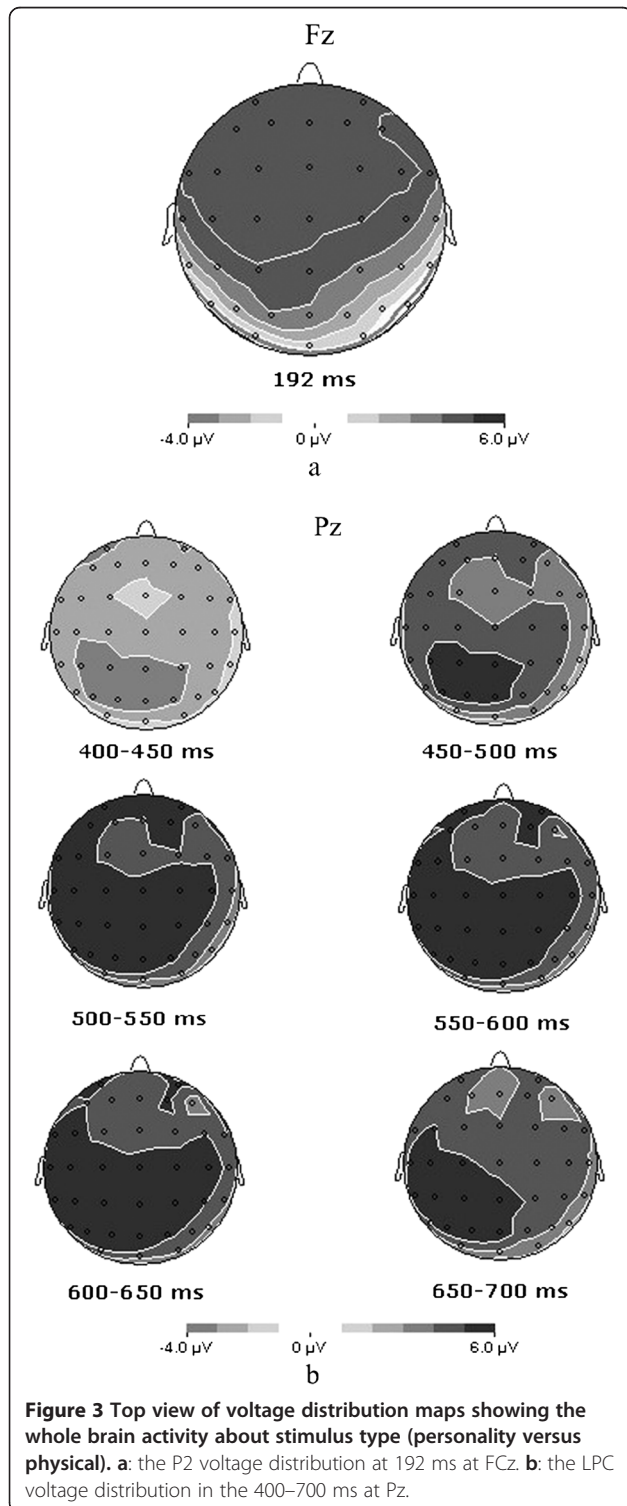 Fz
192 ms
-4.0 µV 0 µV 6.0 µV
a
Pz
400-450 ms 450-500 ms
500-550 ms 550-600 ms
600-650 ms 650-700 ms
-4.0 µV 0 µV 6.0 µV
b
Figure 3 Top view of voltage distribution maps showing the
whole brain activity about stimulus type (personality versus
physical). a: the P2 voltage distribution at 192 ms at FCz. b: the LPC
voltage distribution in the 400–700 ms at Pz.